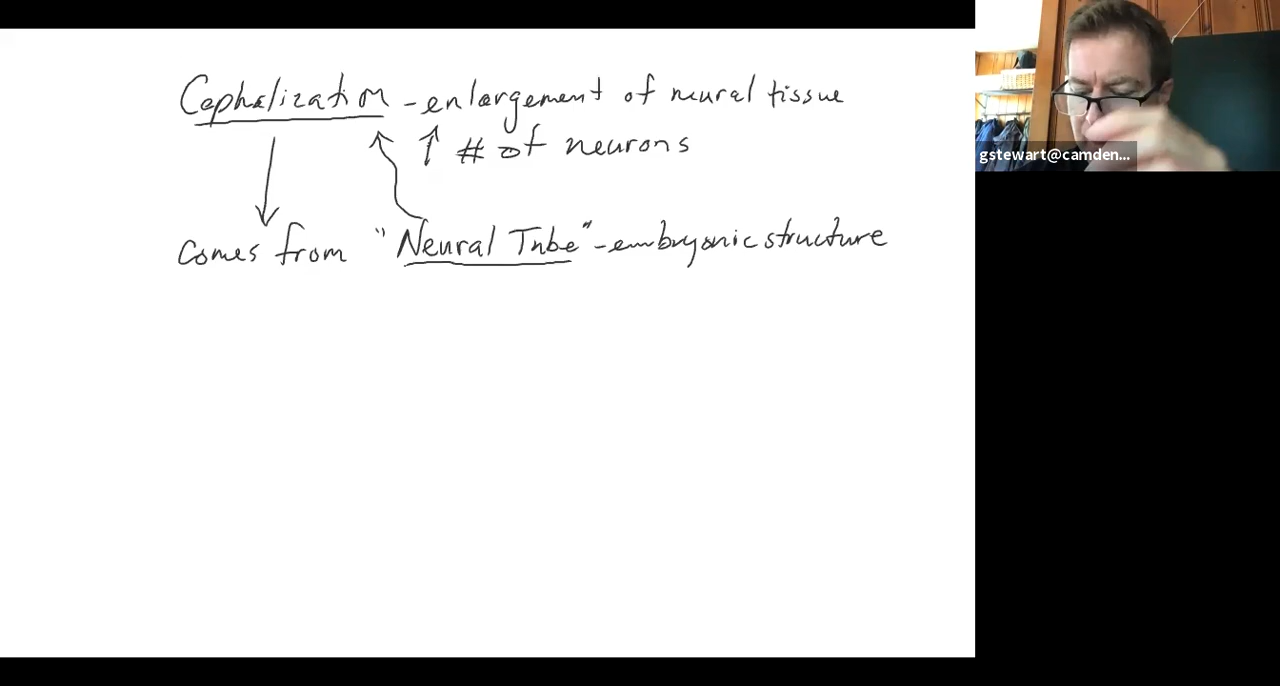 Cephalization - enlargement of neural tissue
↑ # of neurons
Comes from "Neural Tube" - embryonic structure
gstewart@camden...